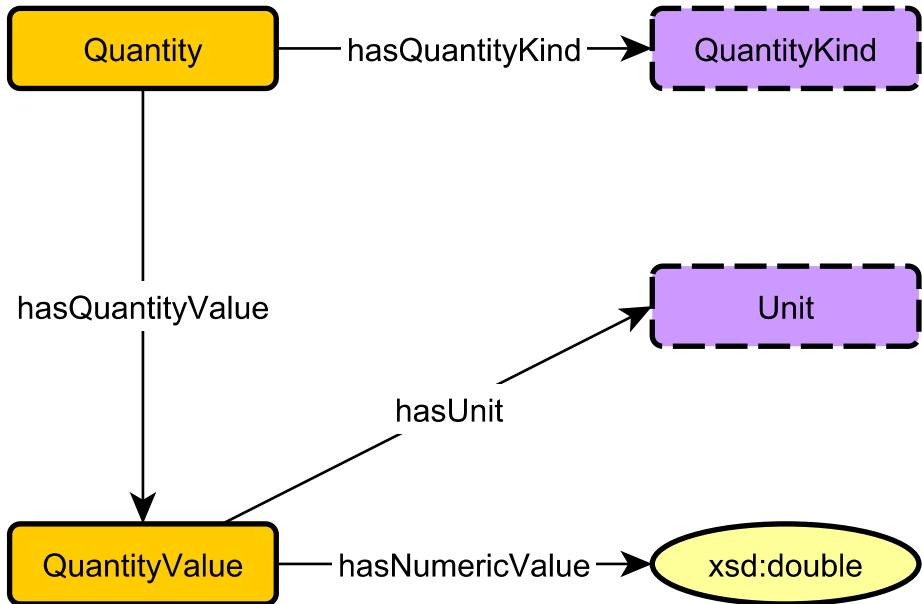 Quantity
hasQuantityKind
QuantityKind
hasQuantityValue
Unit
hasUnit
QuantityValue
hasNumericValue
xsd:double